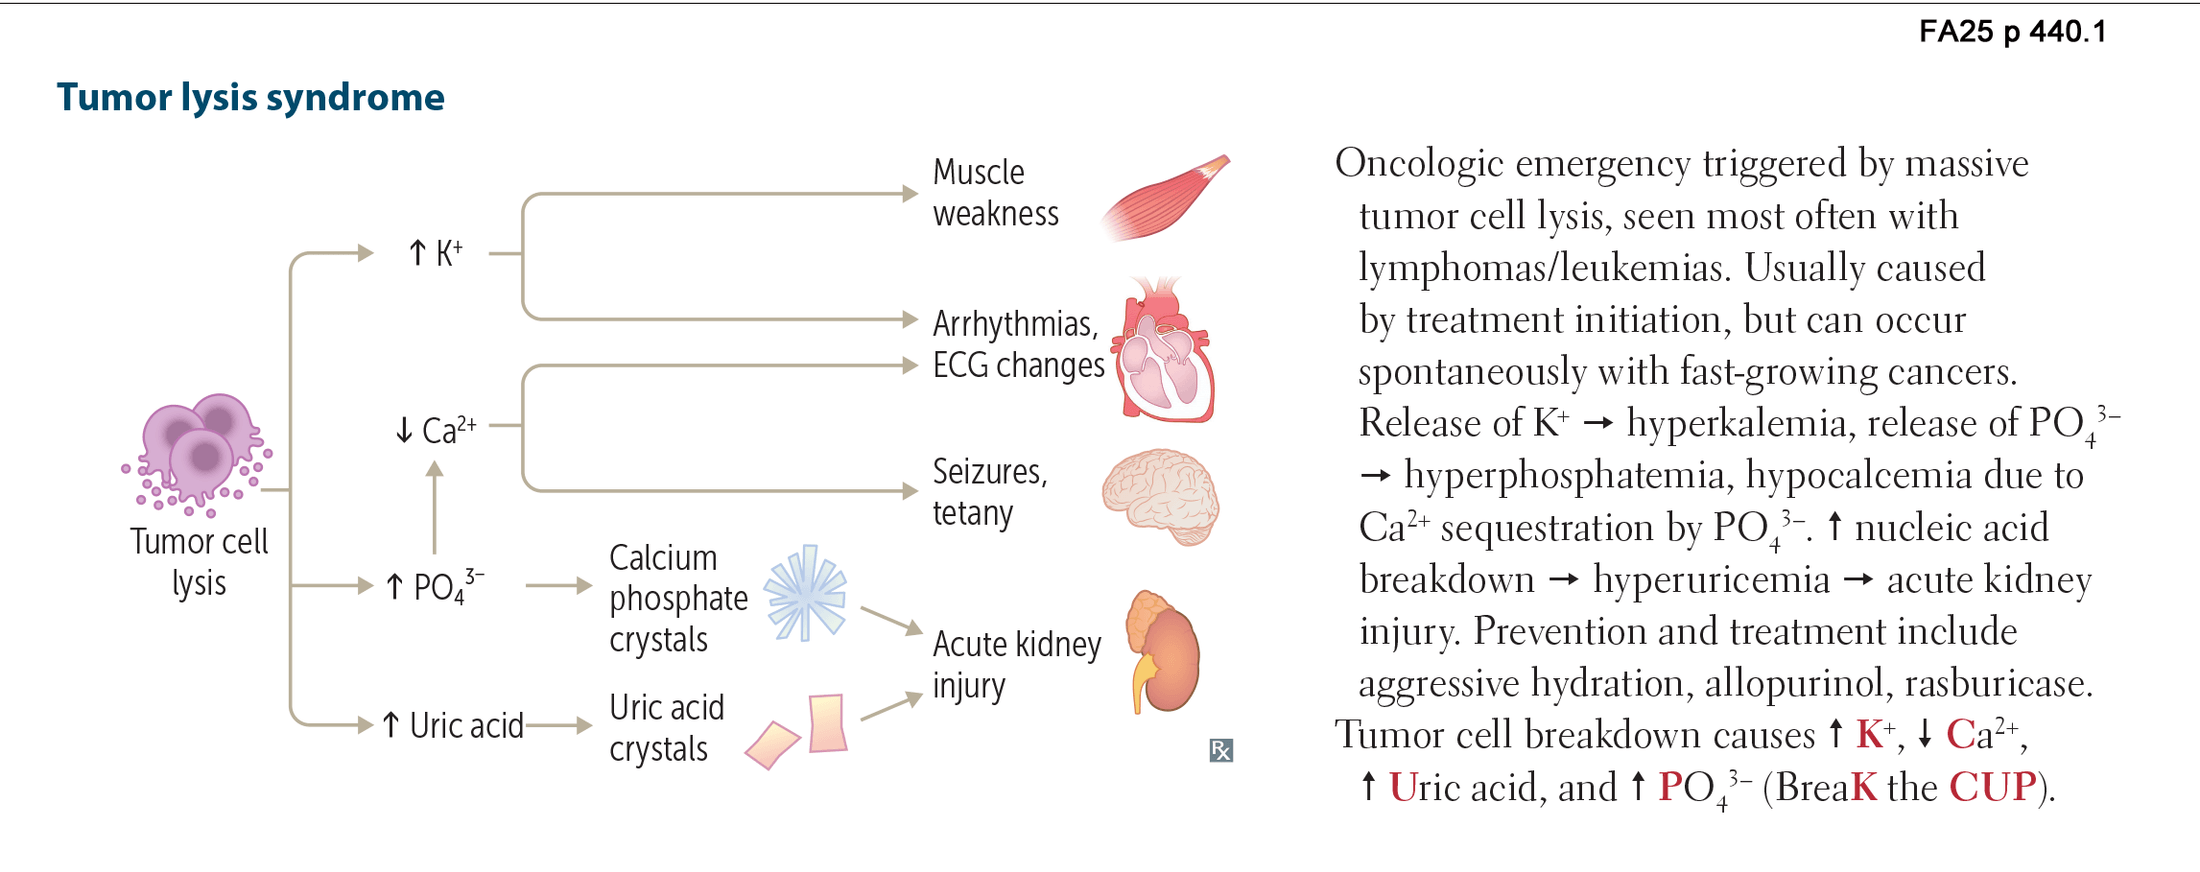 FA25 p 440.1
Tumor lysis syndrome
Muscle
weakness
↑ K⁺
Arrhythmias,
ECG changes
↓ Ca²⁺
Seizures,
tetany
Tumor cell
lysis
↑ PO₄³⁻
Calcium
phosphate
crystals
Acute kidney
injury
↑ Uric acid
Uric acid
crystals
Rx
Oncologic emergency triggered by massive
tumor cell lysis, seen most often with
lymphomas/leukemias. Usually caused
by treatment initiation, but can occur
spontaneously with fast-growing cancers.
Release of K⁺ → hyperkalemia, release of PO₄³⁻
→ hyperphosphatemia, hypocalcemia due to
Ca²⁺ sequestration by PO₄³⁻. ↑ nucleic acid
breakdown → hyperuricemia → acute kidney
injury. Prevention and treatment include
aggressive hydration, allopurinol, rasburicase.
Tumor cell breakdown causes ↑ K⁺, ↓ Ca²⁺,
↑ Uric acid, and ↑ PO₄³⁻ (BreaK the CUP).